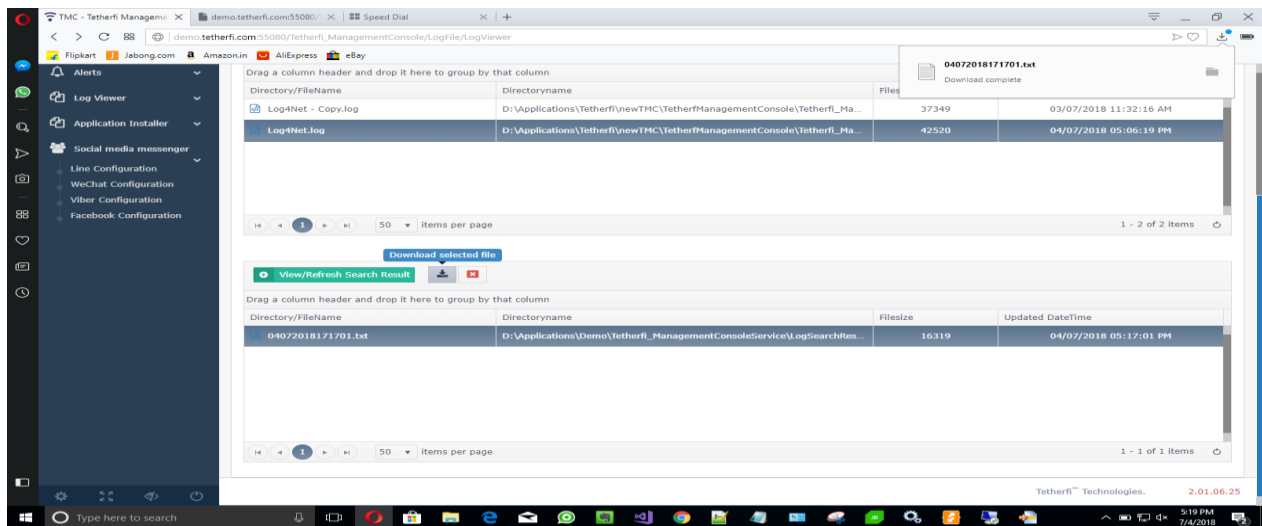 TMC - Tetherfi Manageme
demo.tetherfi.com:55080/
Speed Dial
demo.tetherfi.com:55080/Tetherfi_ManagementConsole/LogFile/LogViewer
Flipkart Jabong.com Amazon.in AliExpress eBay
04072018171701.txt
Download complete
Alerts
Log Viewer
Application Installer
Social media messenger
Line Configuration
WeChat Configuration
Viber Configuration
Facebook Configuration
Drag a column header and drop it here to group by that column
Directory/FileName Directoryname Files
Log4Net - Copy.log D:\Applications\Tetherfi\newTMC\TetherfManagementConsole\Tetherfi_Ma... 37349 03/07/2018 11:32:16 AM
Log4Net.log D:\Applications\Tetherfi\newTMC\TetherfManagementConsole\Tetherfi_Ma... 42520 04/07/2018 05:06:19 PM
1 50 items per page 1 - 2 of 2 items
Download selected file
View/Refresh Search Result
Drag a column header and drop it here to group by that column
Directory/FileName Directoryname Filesize Updated DateTime
04072018171701.txt D:\Applications\Demo\Tetherfi_ManagementConsoleService\LogSearchRes... 16319 04/07/2018 05:17:01 PM
1 50 items per page 1 - 1 of 1 items
Tetherfi™ Technologies. 2.01.06.25
Type here to search
5:19 PM
7/4/2018